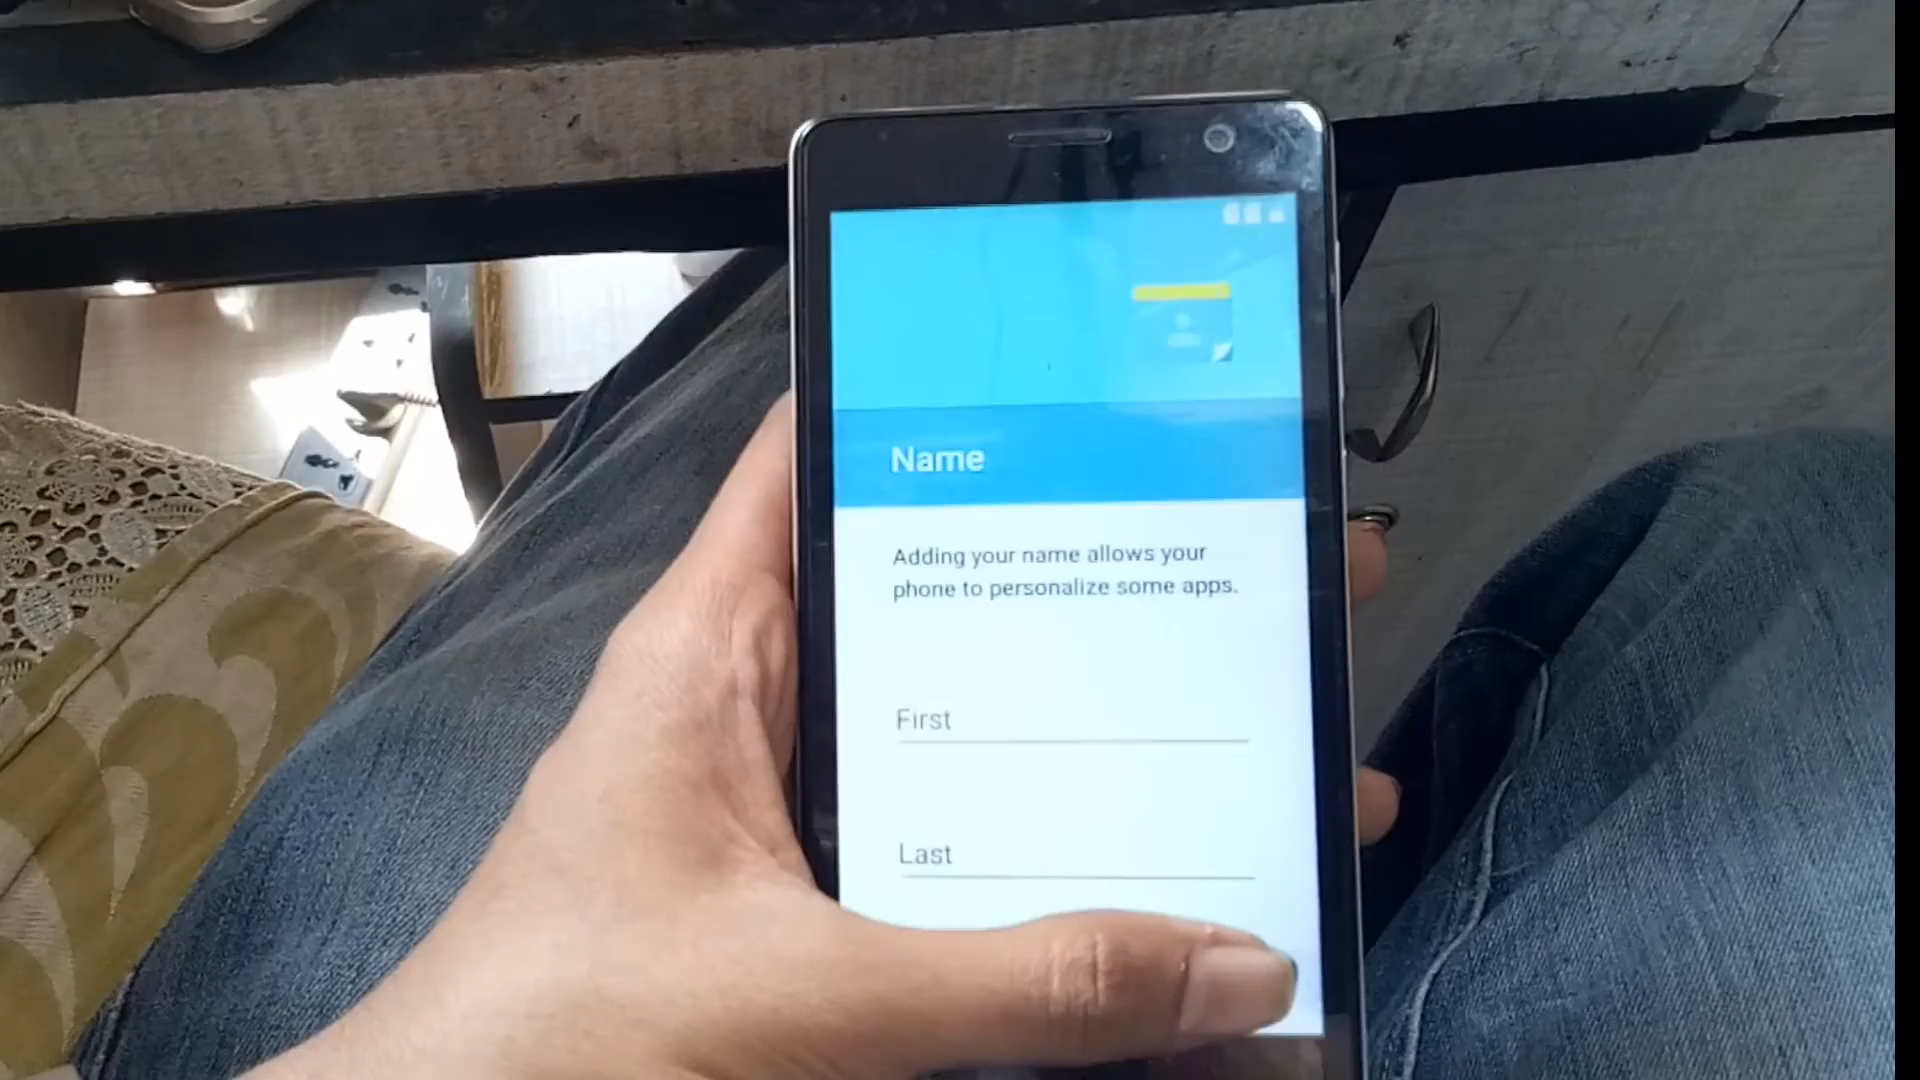 Name
Adding your name allows your
phone to personalize some apps.
First
Last